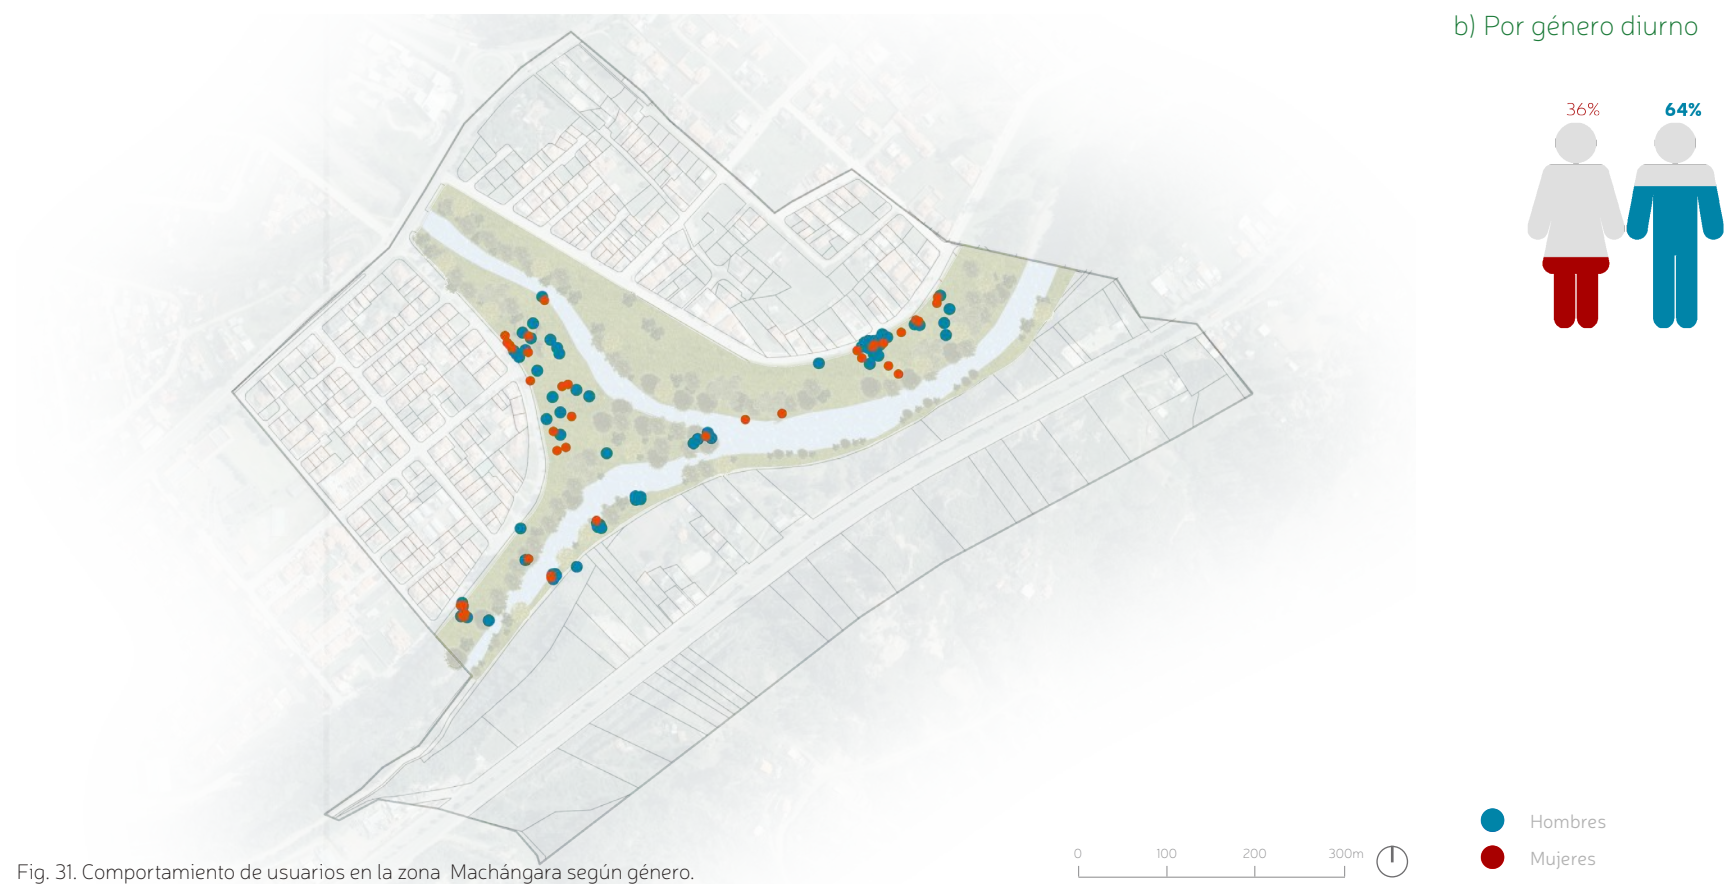 b) Por género diurno
36%
64%
Hombres
Mujeres
0 100 200 300m
Fig. 31. Comportamiento de usuarios en la zona Machángara según género.